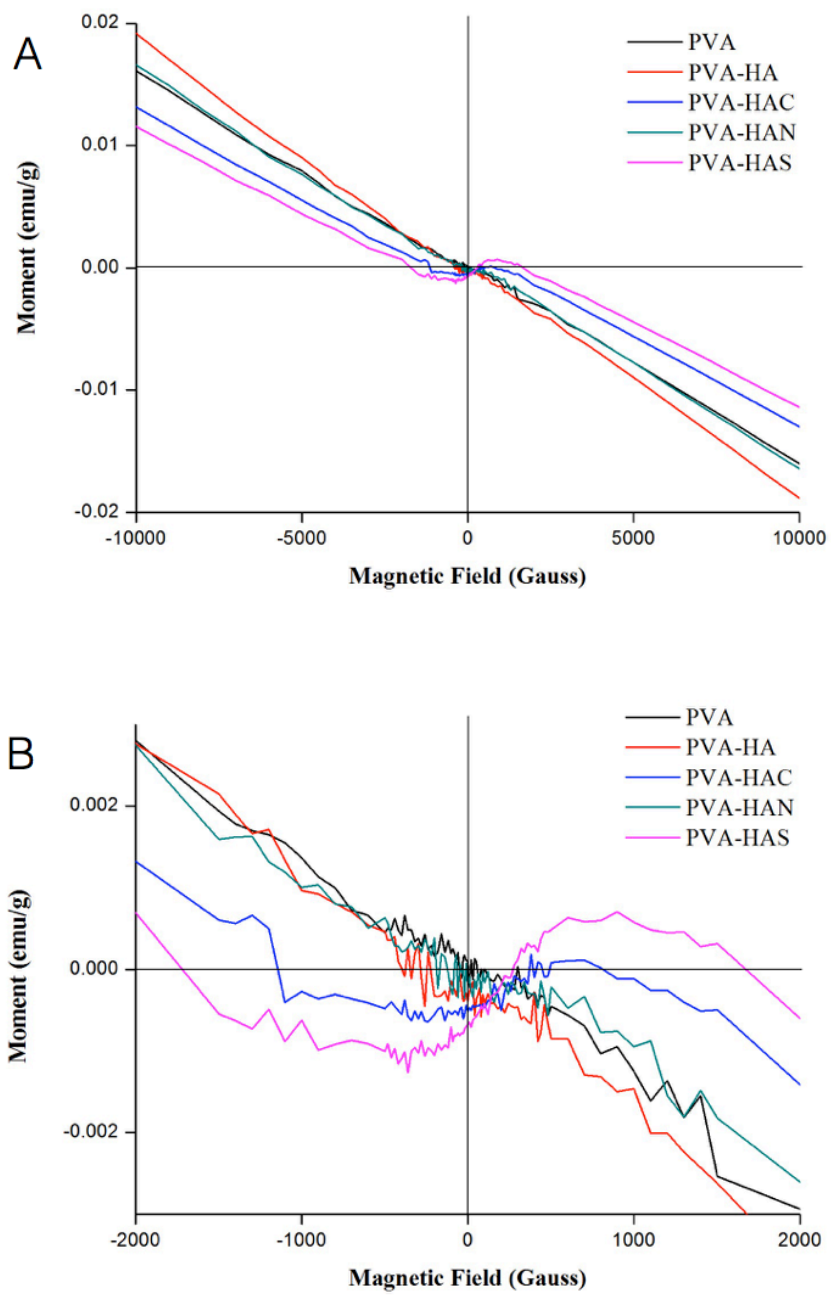 A
0.02
0.01
0.00
-0.01
-0.02
Moment (emu/g)
PVA
PVA-HA
PVA-HAC
PVA-HAN
PVA-HAS
-10000
-5000
0
5000
10000
Magnetic Field (Gauss)
B
0.002
0.000
-0.002
Moment (emu/g)
PVA
PVA-HA
PVA-HAC
PVA-HAN
PVA-HAS
-2000
-1000
0
1000
2000
Magnetic Field (Gauss)